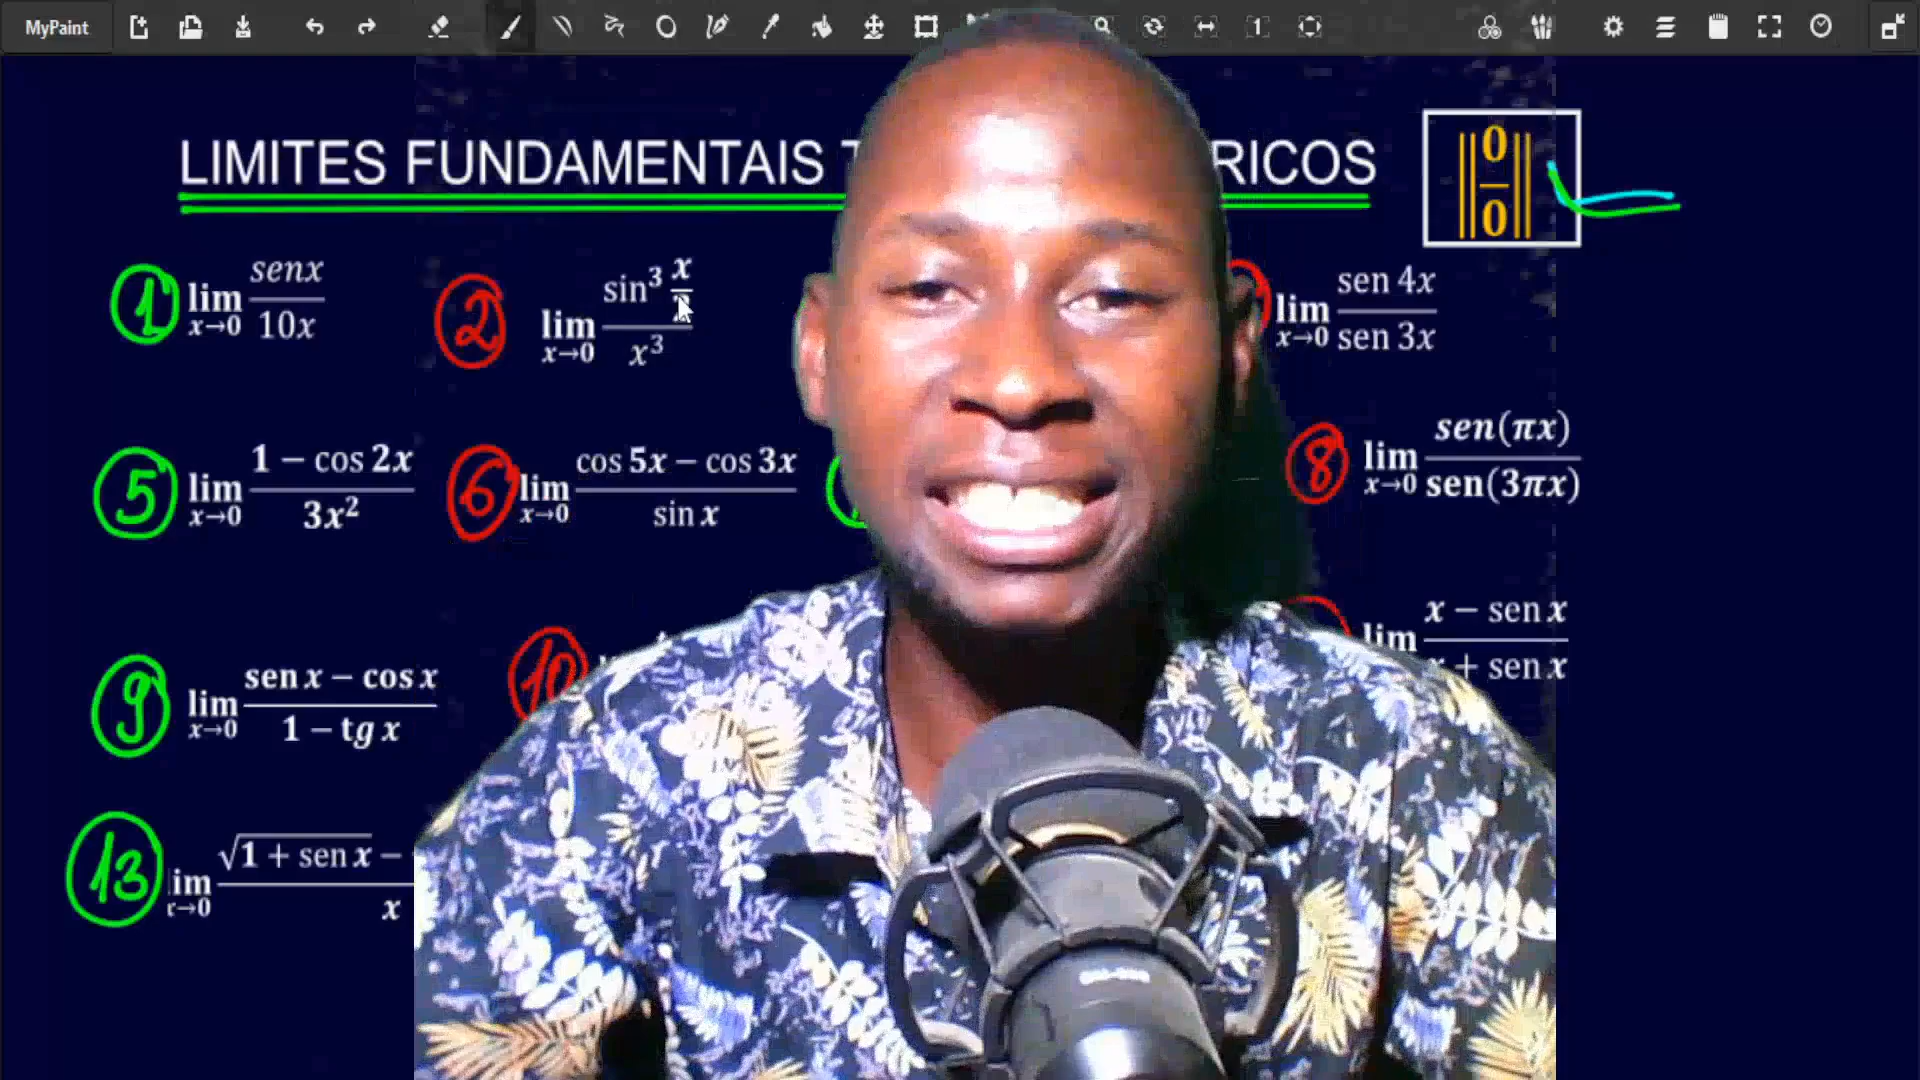 MyPaint
LIMITES FUNDAMENTAIS RICOS
||0/0||
1 lim x→0 senx/10x
2 lim x→0 sin³ x/ / x³
lim x→0 sen 4x/sen 3x
5 lim x→0 1 − cos 2x/3x²
6 lim x→0 cos 5x − cos 3x/sin x
8 lim x→0 sen(πx)/sen(3πx)
9 lim x→0 sen x − cos x/1 − tg x
10
lim x − sen x/+ sen x
13 im →0 √1 + sen x −/x